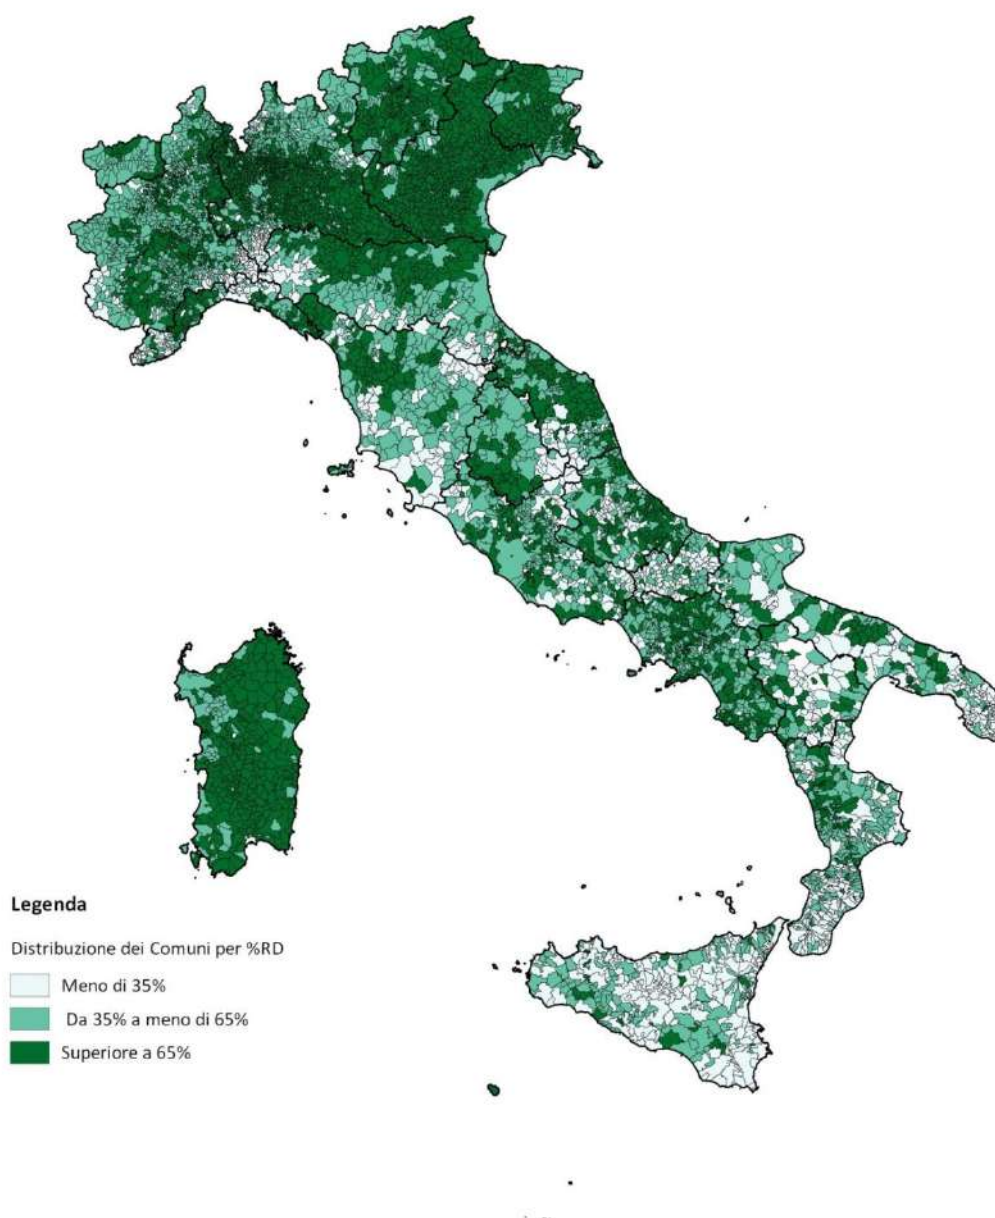 Legenda
Distribuzione dei Comuni per %RD
Meno di 35%
Da 35% a meno di 65%
Superiore a 65%